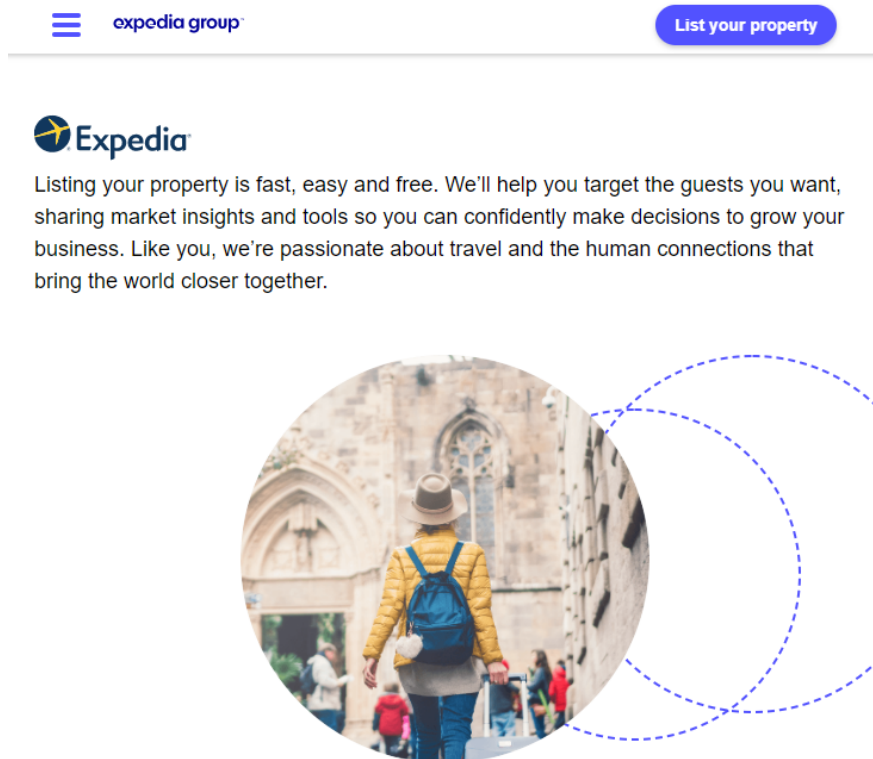 expedia group™
List your property
Expedia®
Listing your property is fast, easy and free. We’ll help you target the guests you want,
sharing market insights and tools so you can confidently make decisions to grow your
business. Like you, we’re passionate about travel and the human connections that
bring the world closer together.